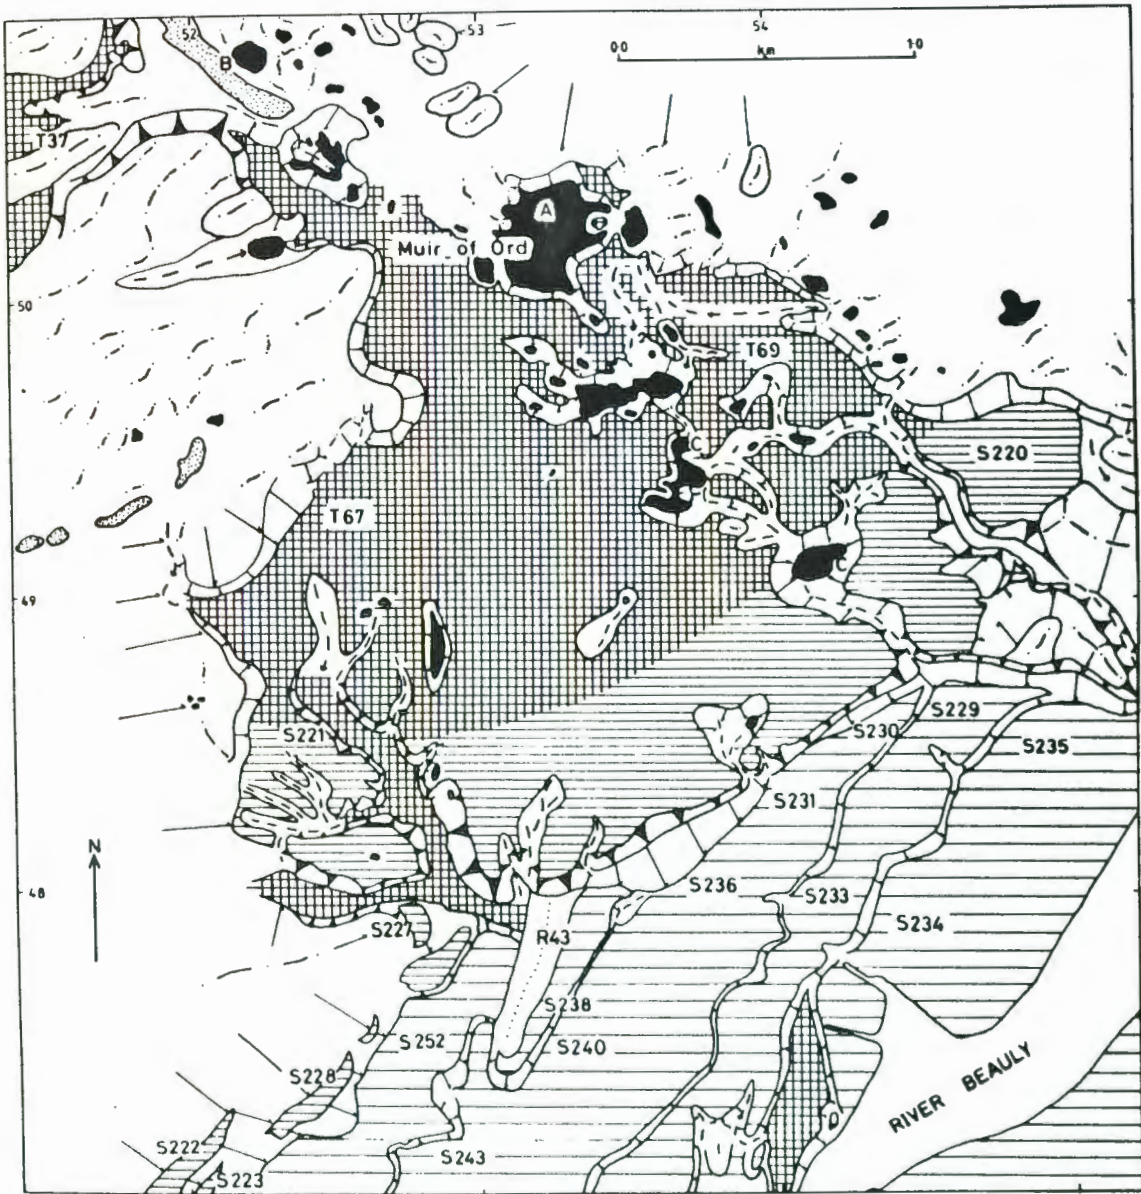 52
53
54
0·0
km
1·0
B
T37
A
Muir of Ord
50
T69
C
S220
T67
C
49
S229
S221
S230
S235
S231
N
48
S236
S233
S227
S234
R43
S238
S252
S240
S228
RIVER BEAULY
S222
S243
S223